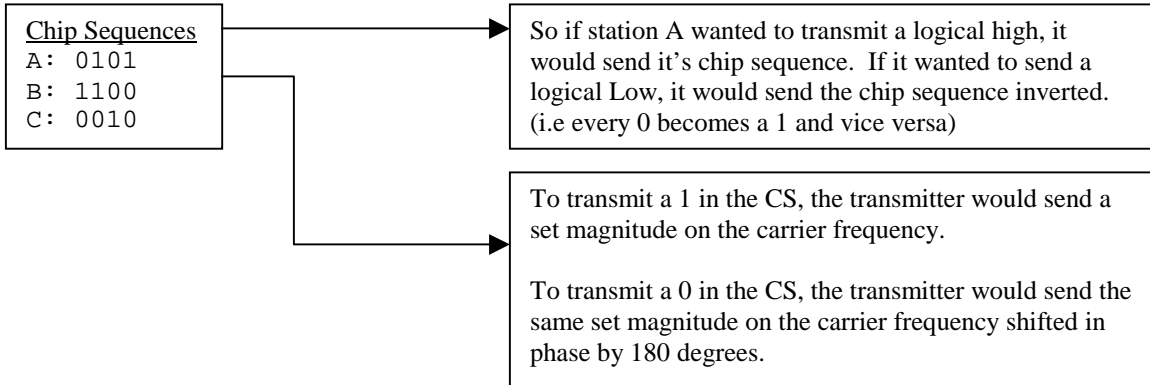 Chip Sequences
A: 0101
B: 1100
C: 0010
So if station A wanted to transmit a logical high, it
would send it's chip sequence. If it wanted to send a
logical Low, it would send the chip sequence inverted.
(i.e every 0 becomes a 1 and vice versa)
To transmit a 1 in the CS, the transmitter would send a
set magnitude on the carrier frequency.
To transmit a 0 in the CS, the transmitter would send the
same set magnitude on the carrier frequency shifted in
phase by 180 degrees.